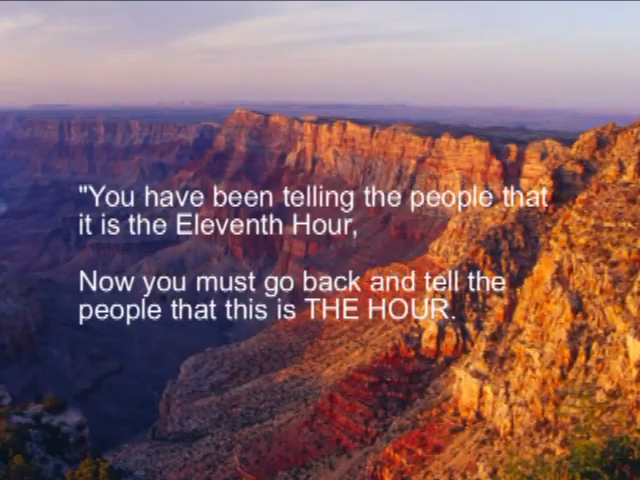 "You have been telling the people that
it is the Eleventh Hour,
Now you must go back and tell the
people that this is THE HOUR.